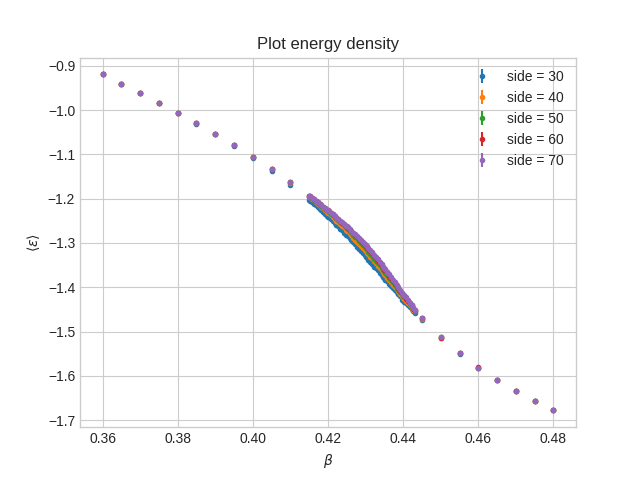 Plot energy density
−0.9
−1.0
−1.1
−1.2
−1.3
−1.4
−1.5
−1.6
−1.7
⟨ε⟩
side = 30
side = 40
side = 50
side = 60
side = 70
0.36 0.38 0.40 0.42 0.44 0.46 0.48
β